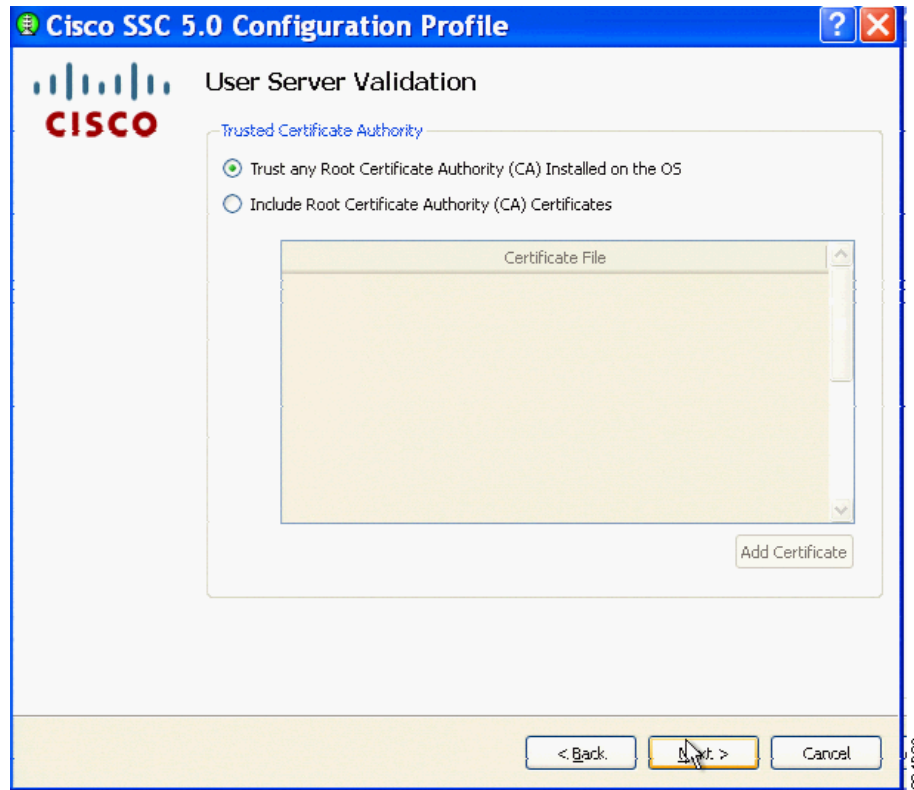 Cisco SSC 5.0 Configuration Profile
CISCO
User Server Validation
Trusted Certificate Authority
Trust any Root Certificate Authority (CA) Installed on the OS
Include Root Certificate Authority (CA) Certificates
Certificate File
Add Certificate
< Back
Next >
Cancel